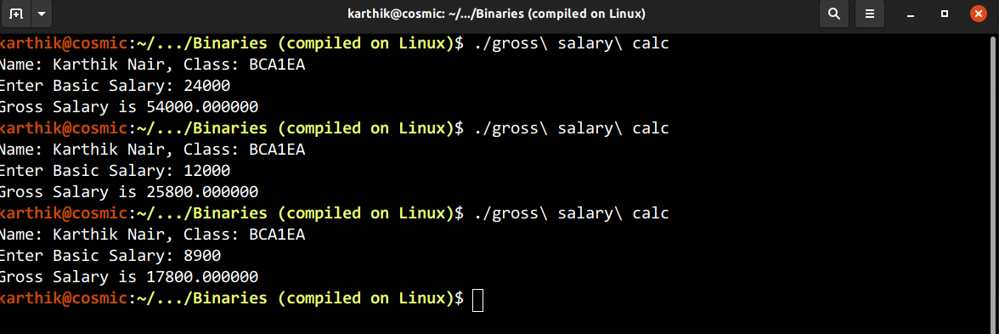 karthik@cosmic: ~/.../Binaries (compiled on Linux)
karthik@cosmic:~/.../Binaries (compiled on Linux)$ ./gross\ salary\ calc
Name: Karthik Nair, Class: BCA1EA
Enter Basic Salary: 24000
Gross Salary is 54000.000000
karthik@cosmic:~/.../Binaries (compiled on Linux)$ ./gross\ salary\ calc
Name: Karthik Nair, Class: BCA1EA
Enter Basic Salary: 12000
Gross Salary is 25800.000000
karthik@cosmic:~/.../Binaries (compiled on Linux)$ ./gross\ salary\ calc
Name: Karthik Nair, Class: BCA1EA
Enter Basic Salary: 8900
Gross Salary is 17800.000000
karthik@cosmic:~/.../Binaries (compiled on Linux)$